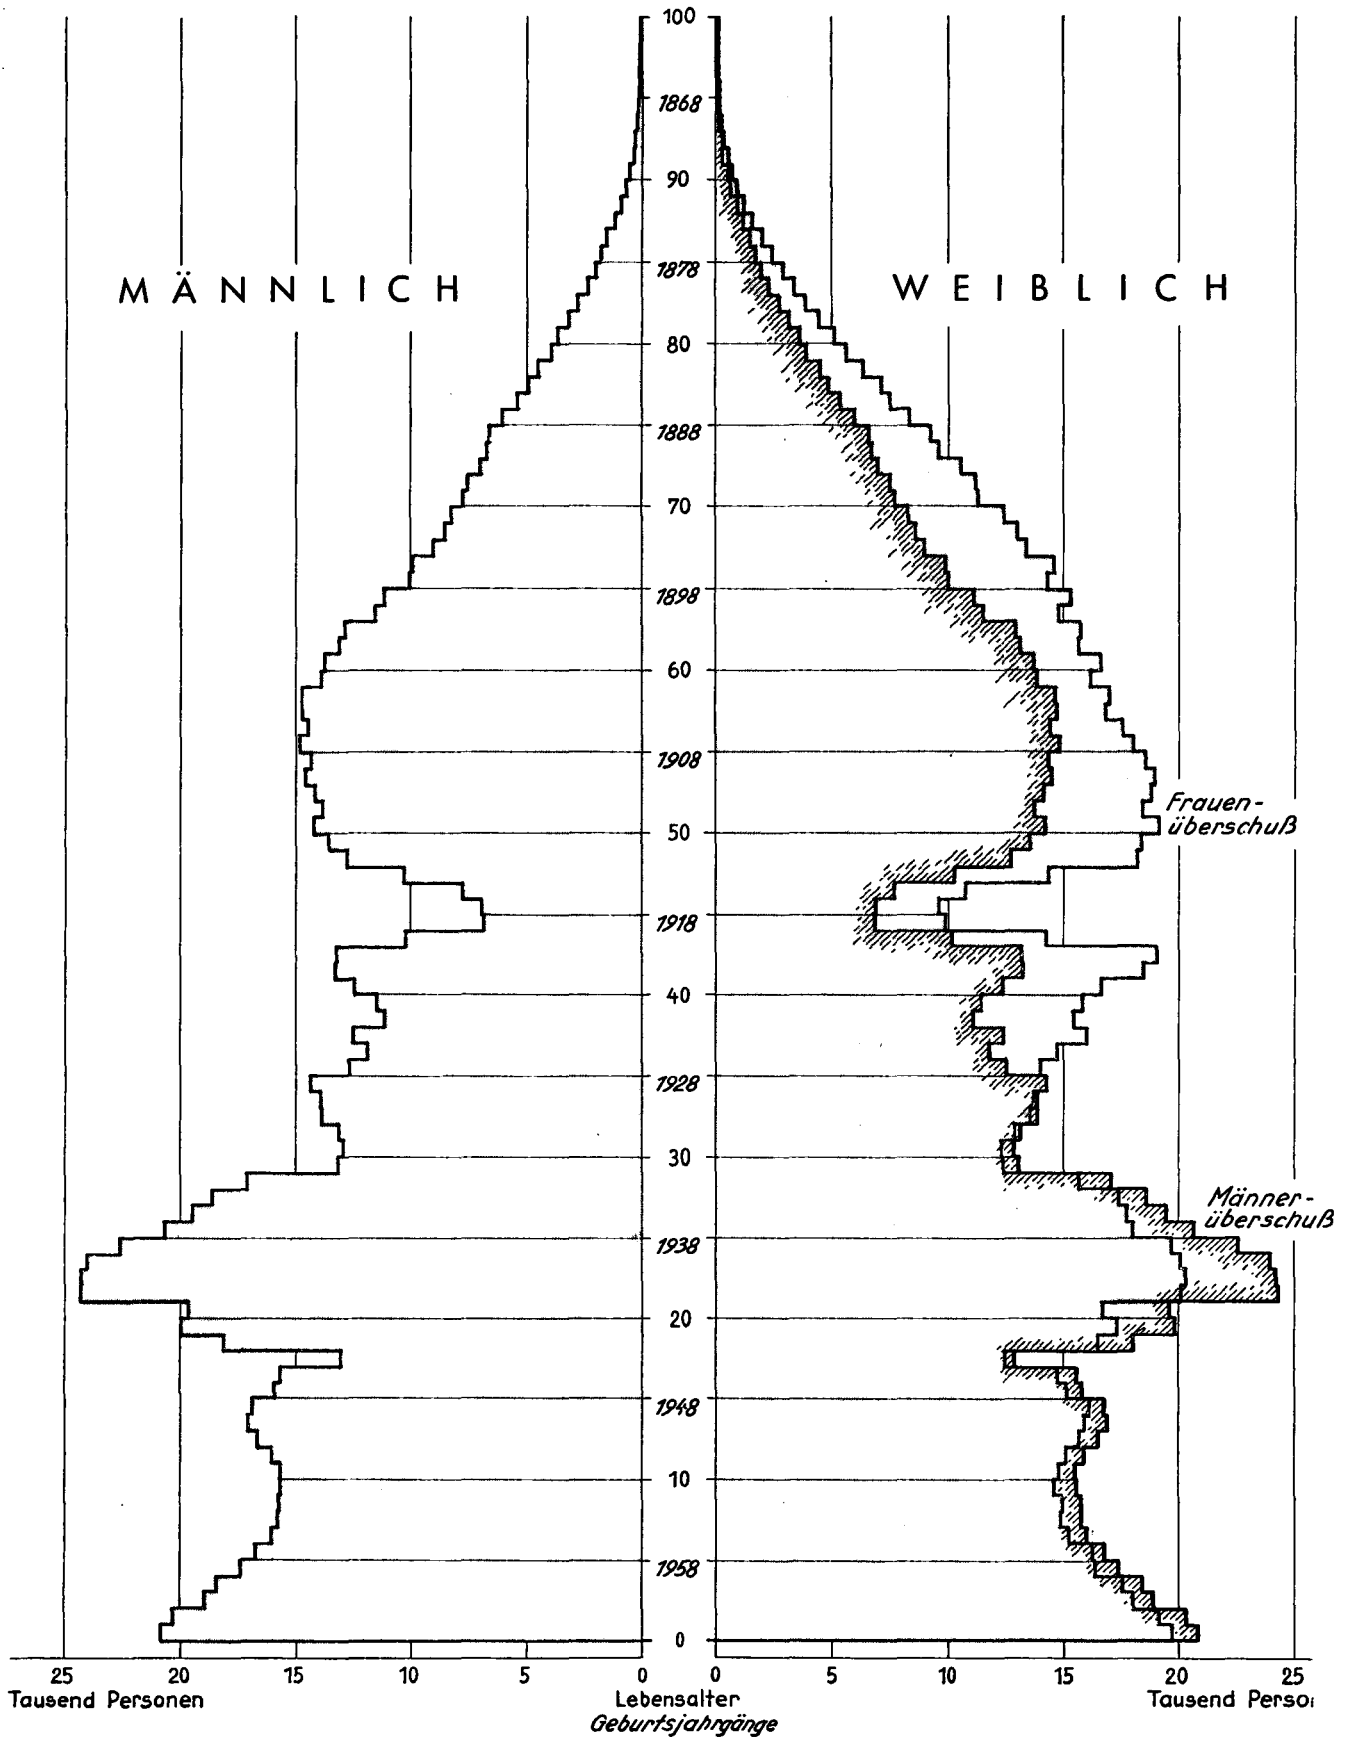 100
1868
90
1878
MÄNNLICH WEIBLICH
80
1888
70
1898
60
1908
Frauen-
überschuß
50
1918
40
1928
30
Männer-
überschuß
1938
20
1948
10
1958
0
25 20 15 10 5 0 0 5 10 15 20 25
Tausend Personen Lebensalter Tausend Perso
Geburtsjahrgänge